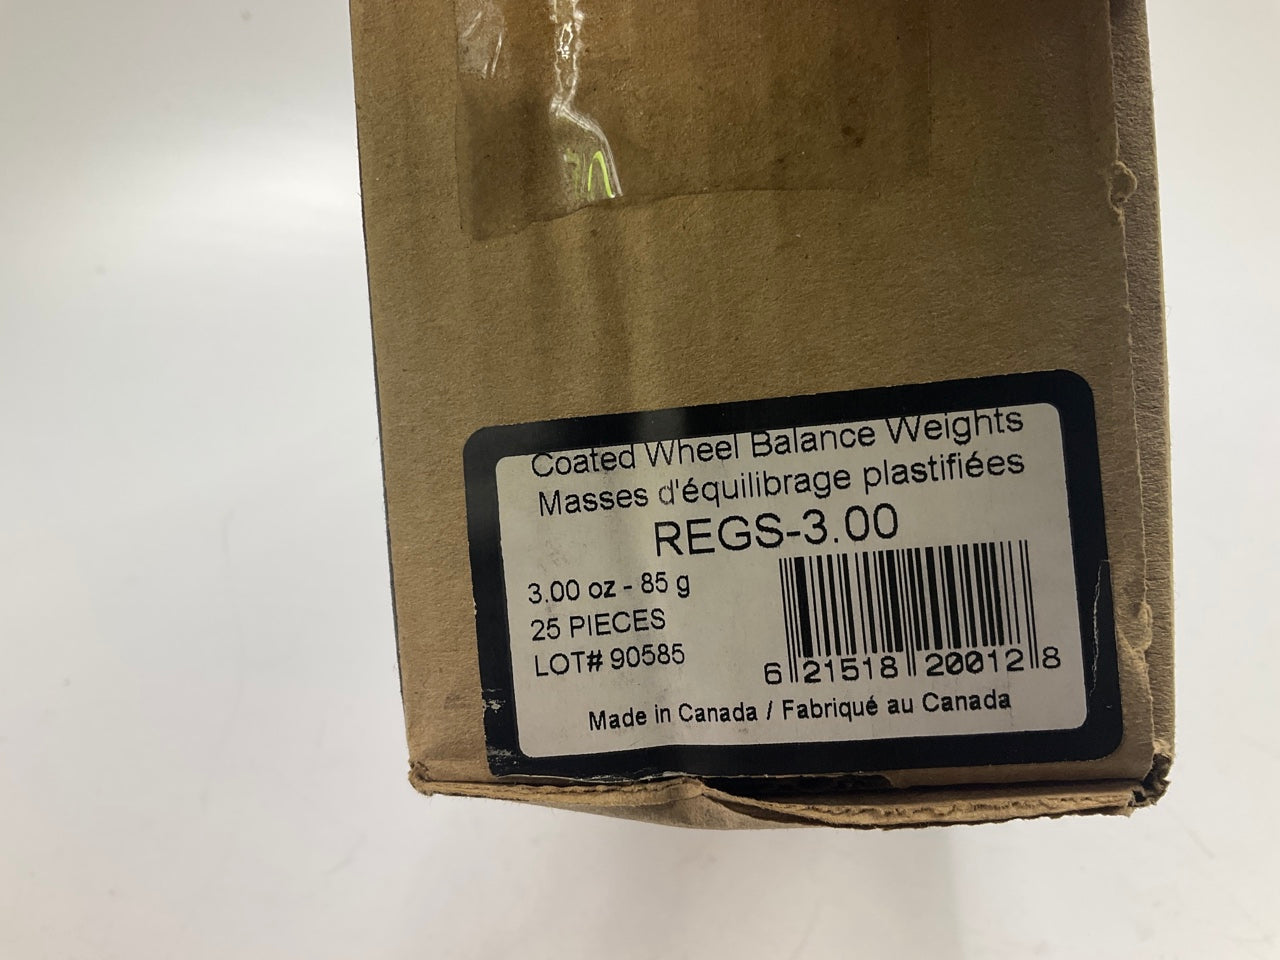 Coated Wheel Balance Weights
Masses d'équilibrage plastifiées
REGS-3.00
3.00 oz - 85 g
25 PIECES
LOT# 90585
6 21518 20012 8
Made in Canada / Fabriqué au Canada